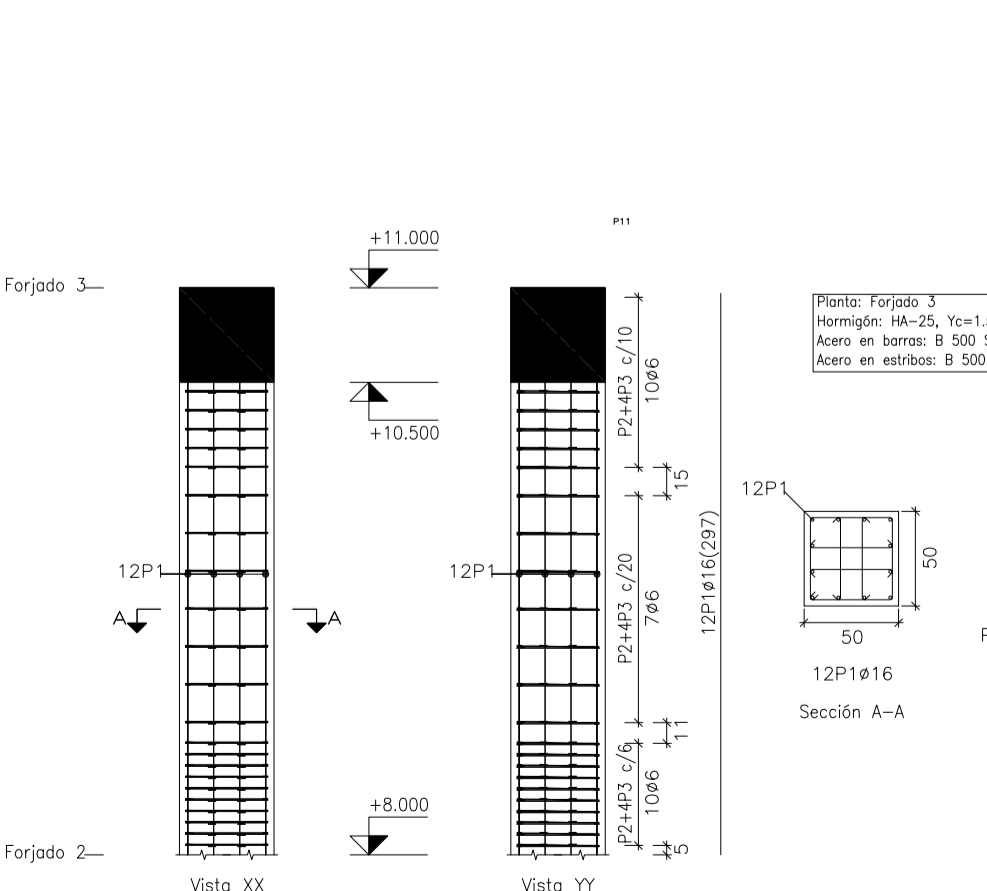 P11
+11.000
Forjado 3
Planta: Forjado 3
Hormigón: HA-25, Yc=1.
Acero en barras: B 500
Acero en estribos: B 500
P2+4P3 c/10
10ø6
+10.500
15
12P1
12P1
12P1
P2+4P3 c/20
7ø6
12P1ø16(297)
50
A
A
50
12P1ø16
Sección A-A
11
P2+4P3 c/6
10ø6
+8.000
5
Forjado 2
Vista XX
Vista YY